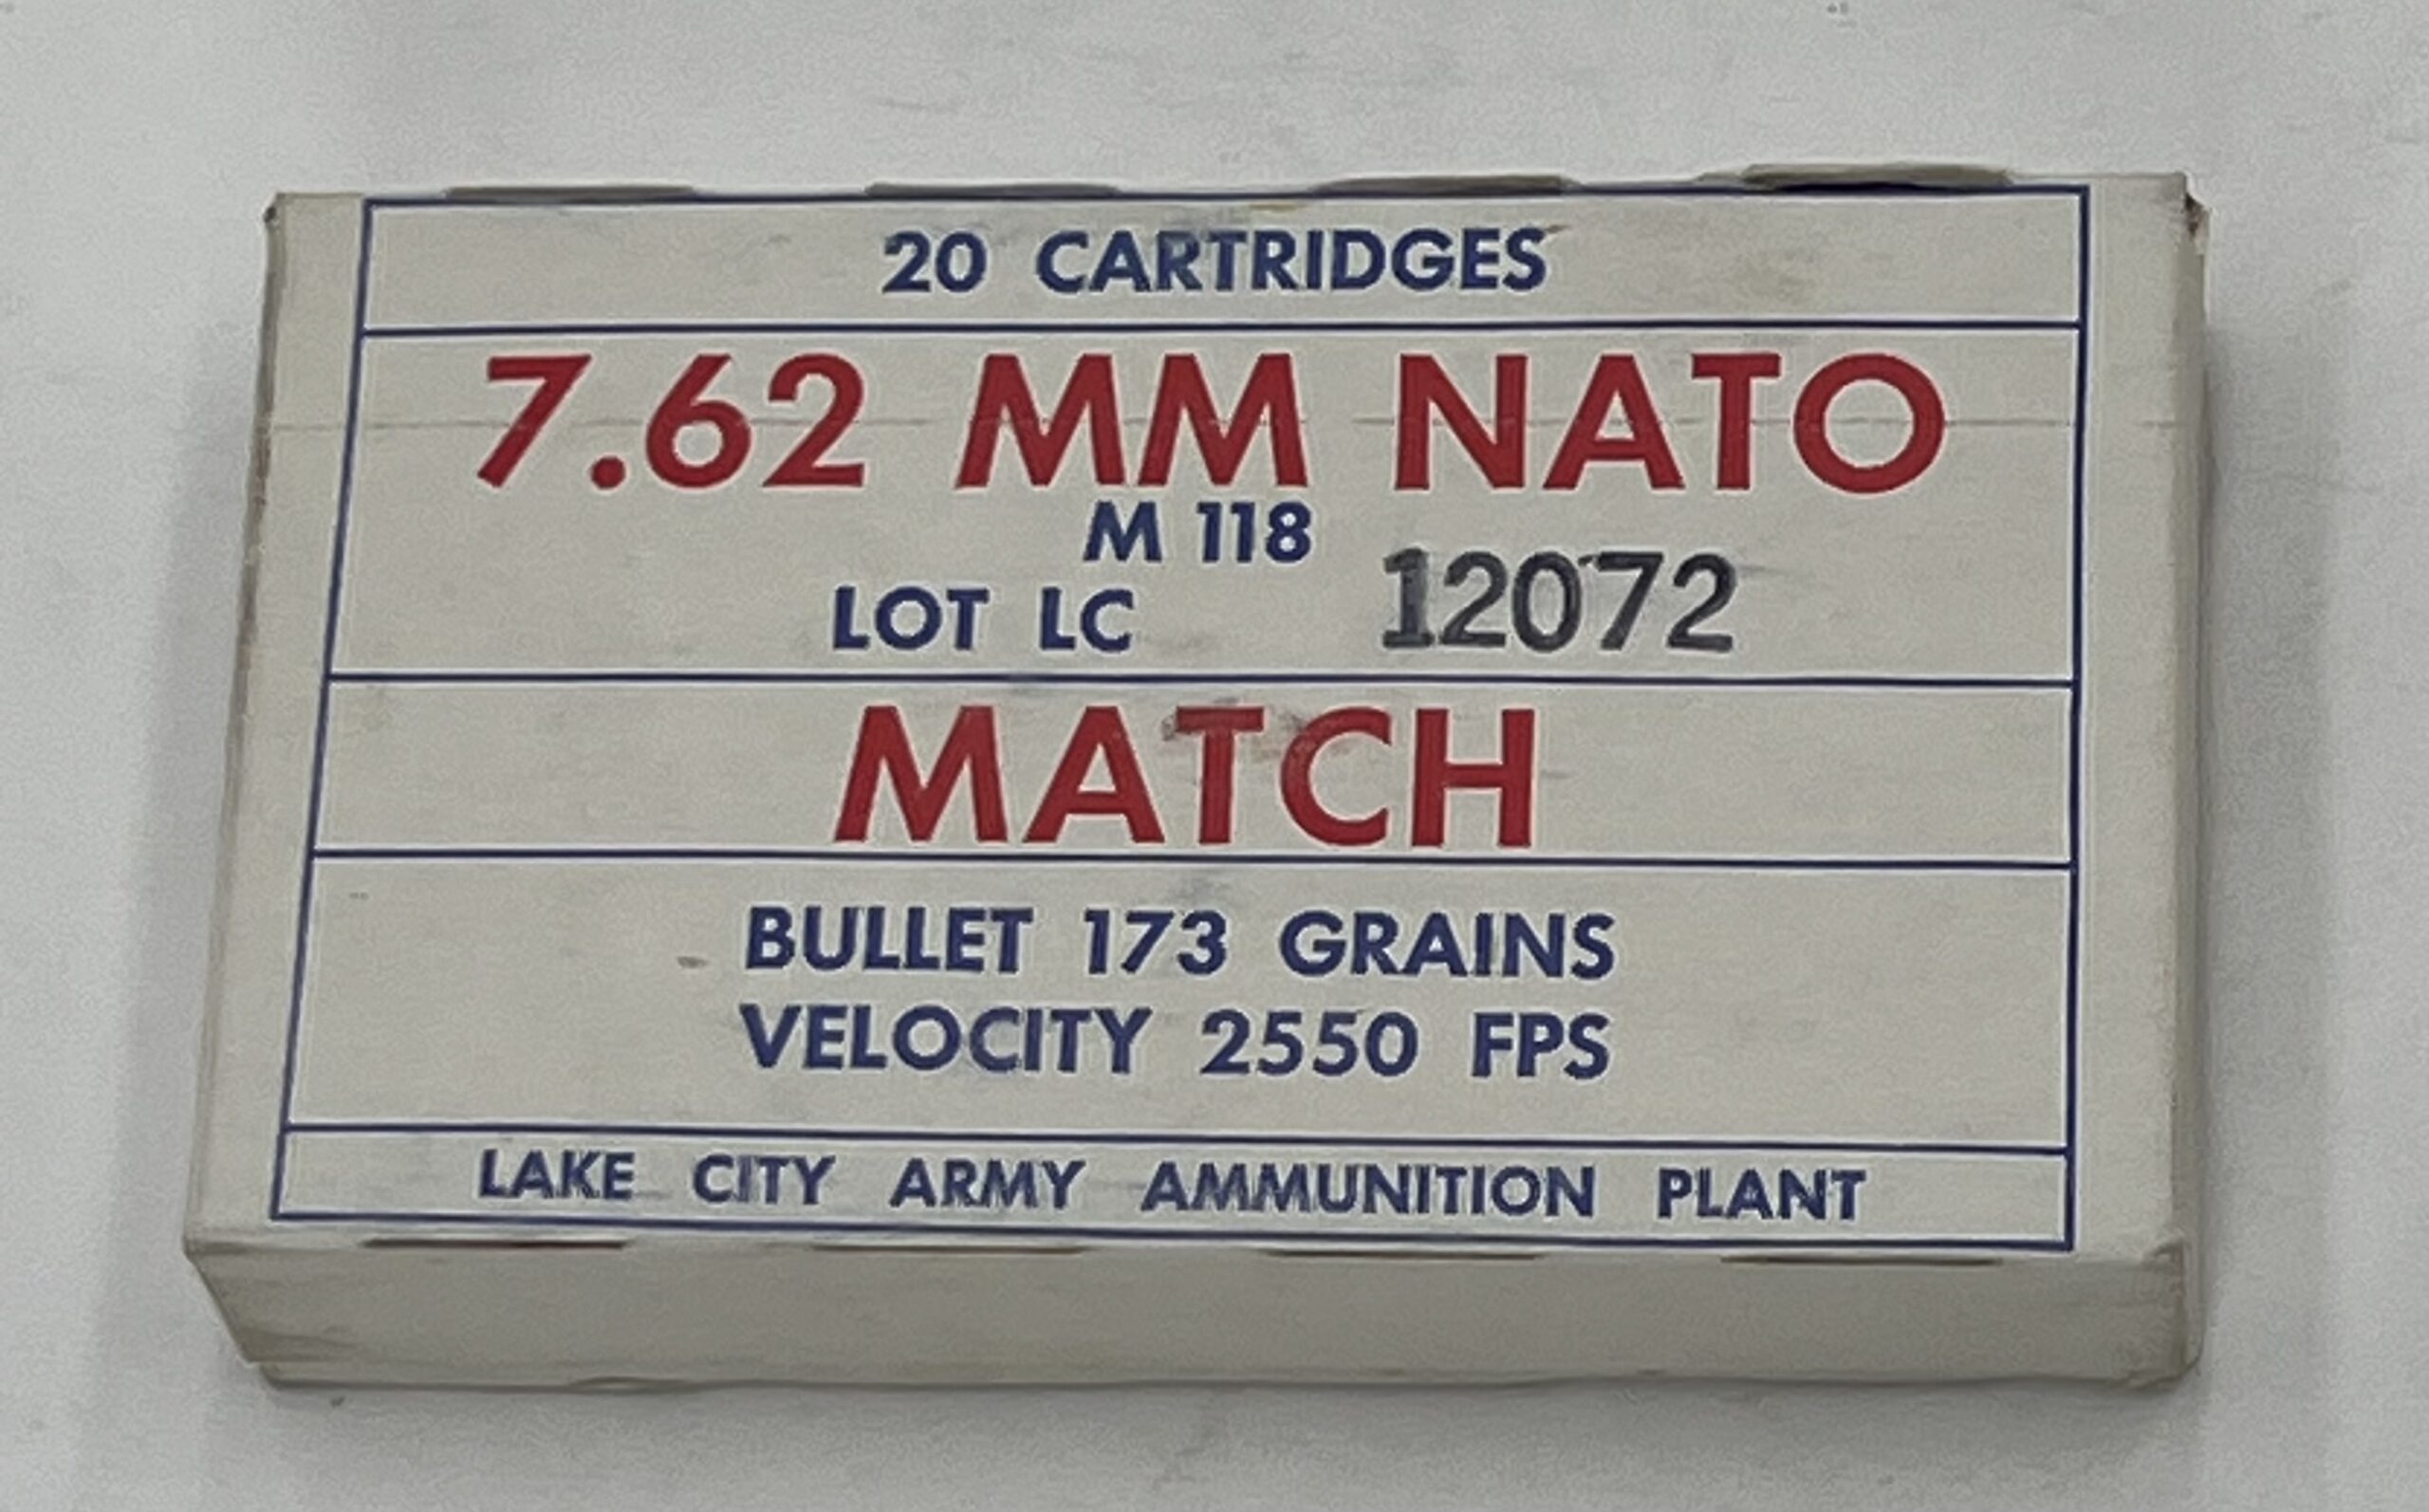 20 CARTRIDGES
7.62 MM NATO
M 118
LOT LC 12072
MATCH
BULLET 173 GRAINS
VELOCITY 2550 FPS
LAKE CITY ARMY AMMUNITION PLANT